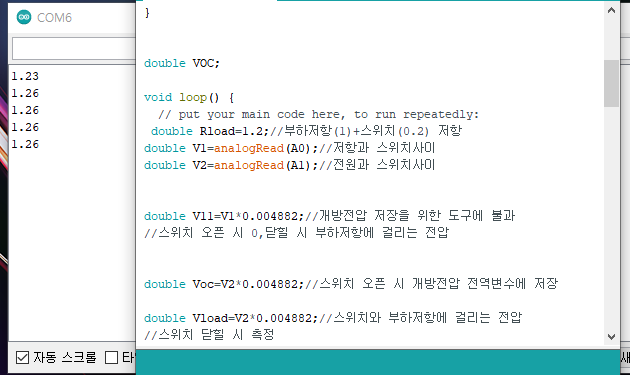 COM6
1.23
1.26
1.26
1.26
1.26
}
double VOC;
void loop() {
// put your main code here, to run repeatedly:
double Rload=1.2;//부하저항(1)+스위치(0.2) 저항
double V1=analogRead(A0);//저항과 스위치사이
double V2=analogRead(A1);//전원과 스위치사이
double V11=V1*0.004882;//개방전압 저장을 위한 도구에 불과
//스위치 오픈 시 0,닫힐 시 부하저항에 걸리는 전압
double Voc=V2*0.004882;//스위치 오픈 시 개방전압 전역변수에 저장
double Vload=V2*0.004882;//스위치와 부하저항에 걸리는 전압
//스위치 닫힐 시 측정
자동 스크롤